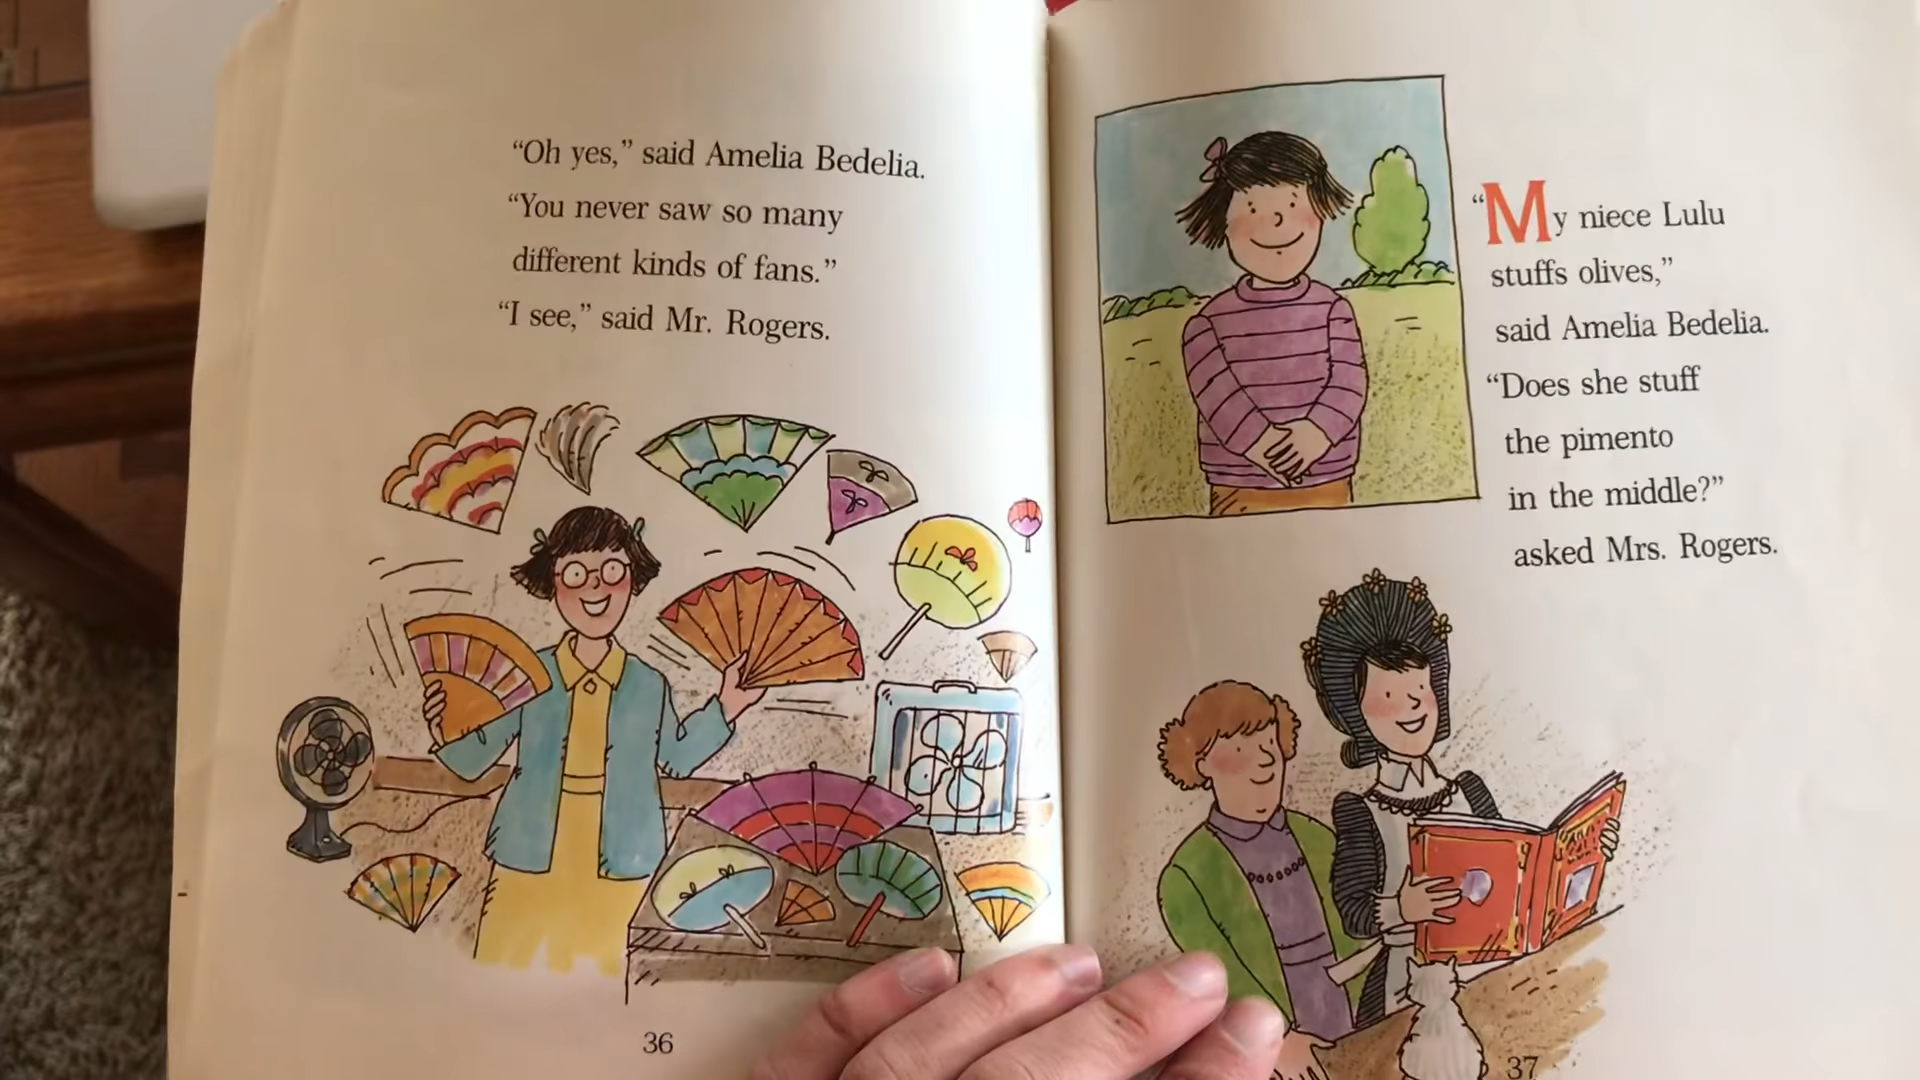 “Oh yes,” said Amelia Bedelia.
“You never saw so many
different kinds of fans.”
“I see,” said Mr. Rogers.
36
“My niece Lulu
stuffs olives,”
said Amelia Bedelia.
“Does she stuff
the pimento
in the middle?”
asked Mrs. Rogers.
37